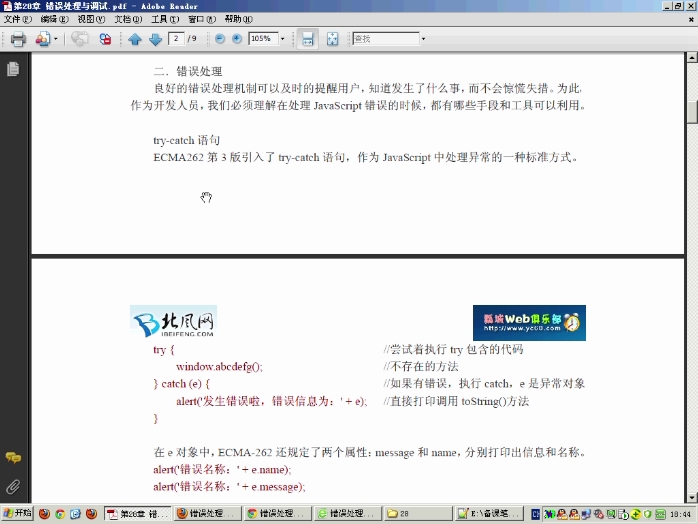 第28章 错误处理与调试.pdf - Adobe Reader
文件(F) 编辑(E) 视图(V) 文档(D) 工具(T) 窗口(W) 帮助(H)
2 / 9 105% 查找
二．错误处理
良好的错误处理机制可以及时的提醒用户，知道发生了什么事，而不会惊慌失措。为此，
作为开发人员，我们必须理解在处理 JavaScript 错误的时候，都有哪些手段和工具可以利用。
try-catch 语句
ECMA262 第 3 版引入了 try-catch 语句，作为 JavaScript 中处理异常的一种标准方式。
北风网
IBEIFENG.COM
Web俱乐部
http://www.yc60.com
try { //尝试着执行 try 包含的代码
window.abcdefg(); //不存在的方法
} catch (e) { //如果有错误，执行 catch，e 是异常对象
alert('发生错误啦，错误信息为：' + e); //直接打印调用 toString()方法
}
在 e 对象中，ECMA-262 还规定了两个属性：message 和 name，分别打印出信息和名称。
alert('错误名称：' + e.name);
alert('错误名称：' + e.message);
开始 第28章 错... 错误处理... 错误处理... 错误处理... 28 E:\备课笔... 18:44